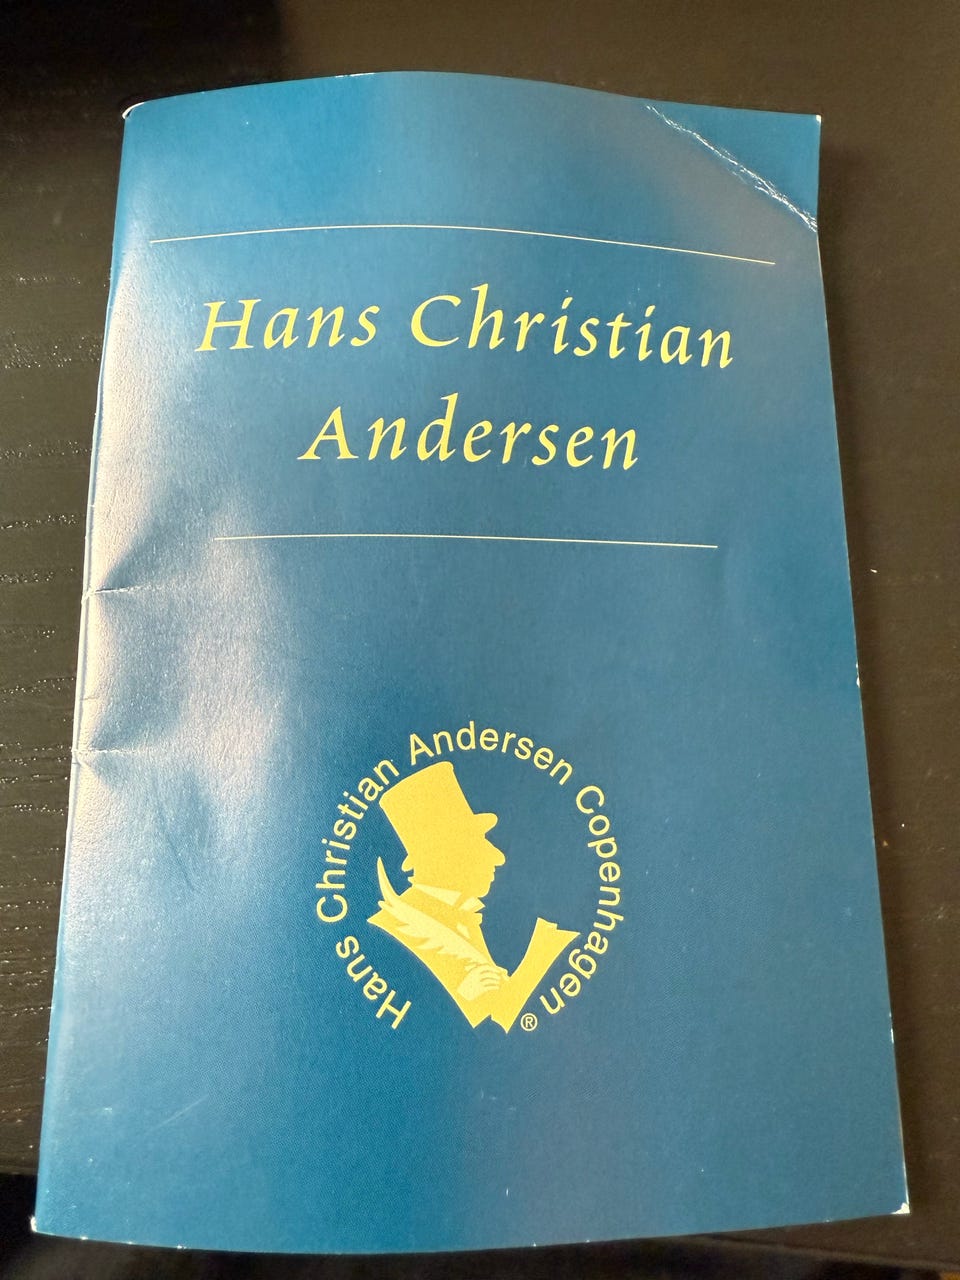 Hans Christian
Andersen
Hans Christian Andersen Copenhagen
®